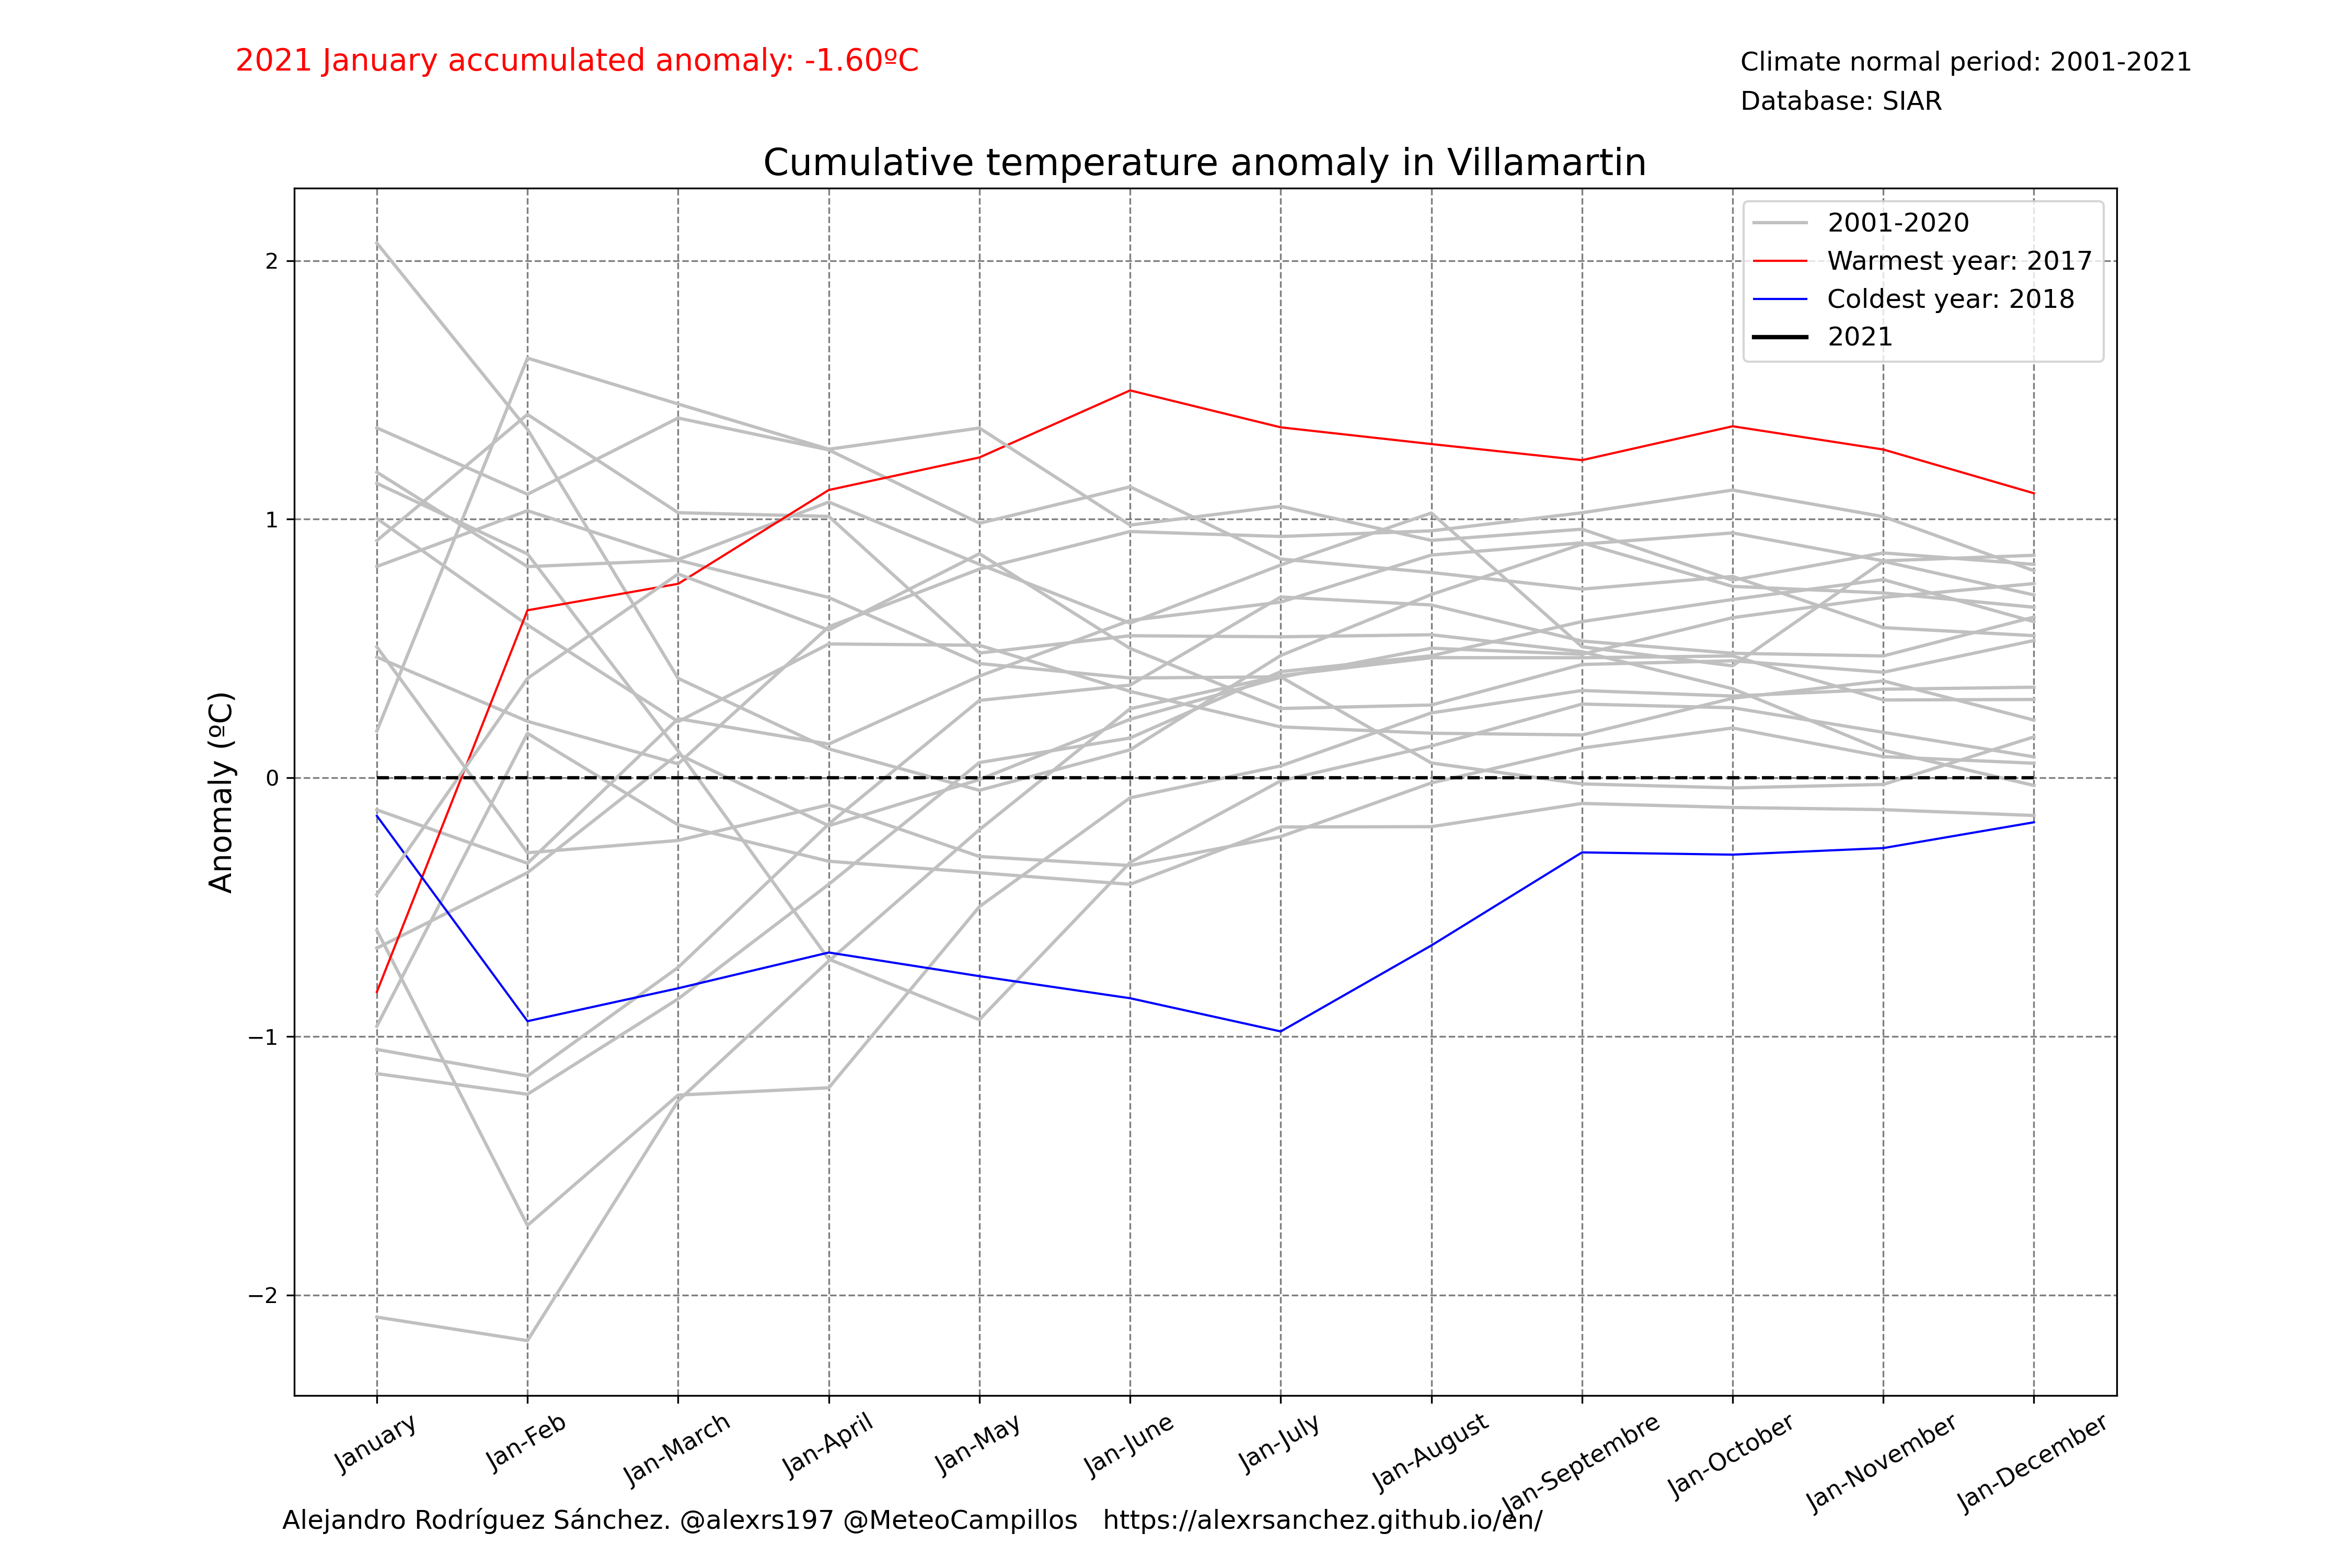 2021 January accumulated anomaly: -1.60ºC
Climate normal period: 2001-2021
Database: SIAR
Cumulative temperature anomaly in Villamartin
2001-2020
Warmest year: 2017
Coldest year: 2018
2021
Anomaly (ºC)
2
1
0
−1
−2
January
Jan-Feb
Jan-March
Jan-April
Jan-May
Jan-June
Jan-July
Jan-August
Jan-Septembre
Jan-October
Jan-November
Jan-December
Alejandro Rodríguez Sánchez. @alexrs197 @MeteoCampillos   https://alexrsanchez.github.io/en/